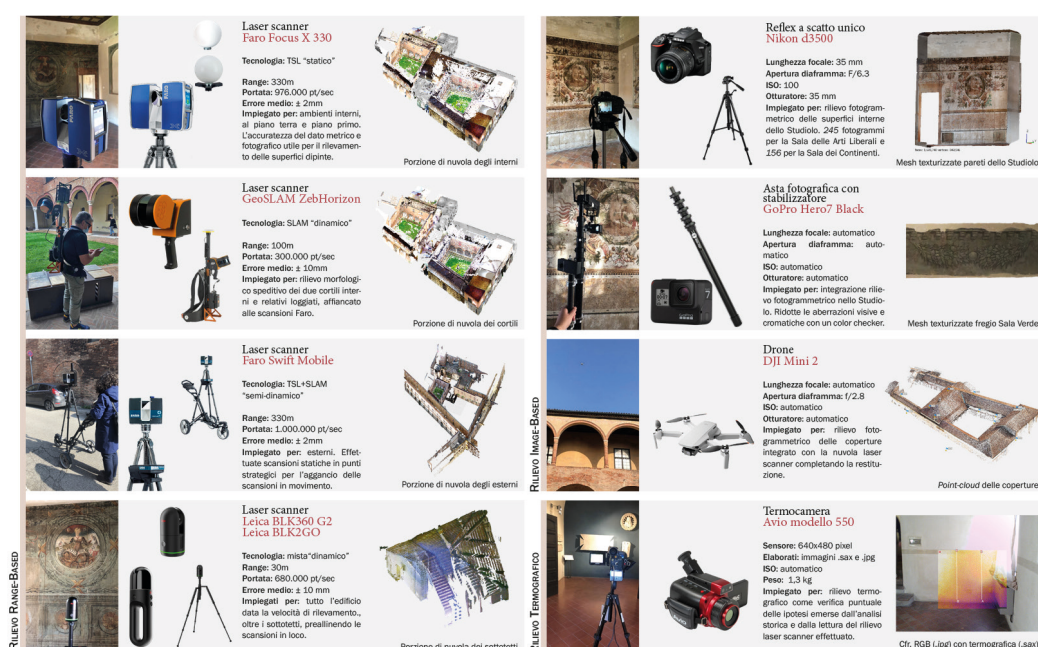 Laser scanner
Faro Focus X 330
Tecnologia: TSL "statico"
Range: 330m
Portata: 976.000 pt/sec
Errore medio: ± 2mm
Impiegato per: ambienti interni,
al piano terra e piano primo.
L'accuratezza del dato metrico e
fotografico utile per il rilevamen-
to delle superfici dipinte.
Porzione di nuvola degli interni
Laser scanner
GeoSLAM ZebHorizon
Tecnologia: SLAM "dinamico"
Range: 100m
Portata: 300.000 pt/sec
Errore medio: ± 10mm
Impiegato per: rilievo morfologi-
co speditivo dei due cortili inter-
ni e relativi loggiati, affiancato
alle scansioni Faro.
Porzione di nuvola dei cortili
Laser scanner
Faro Swift Mobile
Tecnologia: TSL+SLAM
"semi-dinamico"
Range: 330m
Portata: 1.000.000 pt/sec
Errore medio: ± 2mm
Impiegato per: esterni. Effet-
tuate scansioni statiche in punti
strategici per l'aggancio delle
scansioni in movimento.
Porzione di nuvola degli esterni
Laser scanner
Leica BLK360 G2
Leica BLK2GO
Tecnologia: mista"dinamico"
Range: 30m
Portata: 680.000 pt/sec
Errore medio: ± 10 mm
Impiegati per: tutto l'edificio
data la velocità di rilevamento,
oltre i sottotetti, preallinendo le
scansioni in loco.
Porzione di nuvola dei sottotetti
RILIEVO RANGE-BASED
Reflex a scatto unico
Nikon d3500
Lunghezza focale: 35 mm
Apertura diaframma: F/6.3
ISO: 100
Otturatore: 35 mm
Impiegato per: rilievo fotogram-
metrico delle superfici interne
dello Studiolo. 245 fotogrammi
per la Sala delle Arti Liberali e
156 per la Sala dei Continenti.
Mesh texturizzate pareti dello Studiolo
Asta fotografica con
stabilizzatore
GoPro Hero7 Black
Lunghezza focale: automatico
Apertura diaframma: auto-
matico
ISO: automatico
Otturatore: automatico
Impiegato per: integrazione rilie-
vo fotogrammetrico nello Studio-
lo. Ridotte le aberrazioni visive e
cromatiche con un color checker.
Mesh texturizzate fregio Sala Verde
Drone
DJI Mini 2
Lunghezza focale: automatico
Apertura diaframma: f/2.8
ISO: automatico
Otturatore: automatico
Impiegato per: rilievo foto-
grammetrico delle coperture
integrato con la nuvola laser
scanner completando la restitu-
zione.
Point-cloud delle coperture
RILIEVO IMAGE-BASED
Termocamera
Avio modello 550
Sensore: 640x480 pixel
Elaborati: immagini .sax e .jpg
ISO: automatico
Peso: 1,3 kg
Impiegato per: rilievo termo-
grafico come verifica puntuale
delle ipotesi emerse dall'analisi
storica e dalla lettura del rilievo
laser scanner effettuato.
Cfr. RGB (.jpg) con termografica (.sax)
RILIEVO TERMOGRAFICO